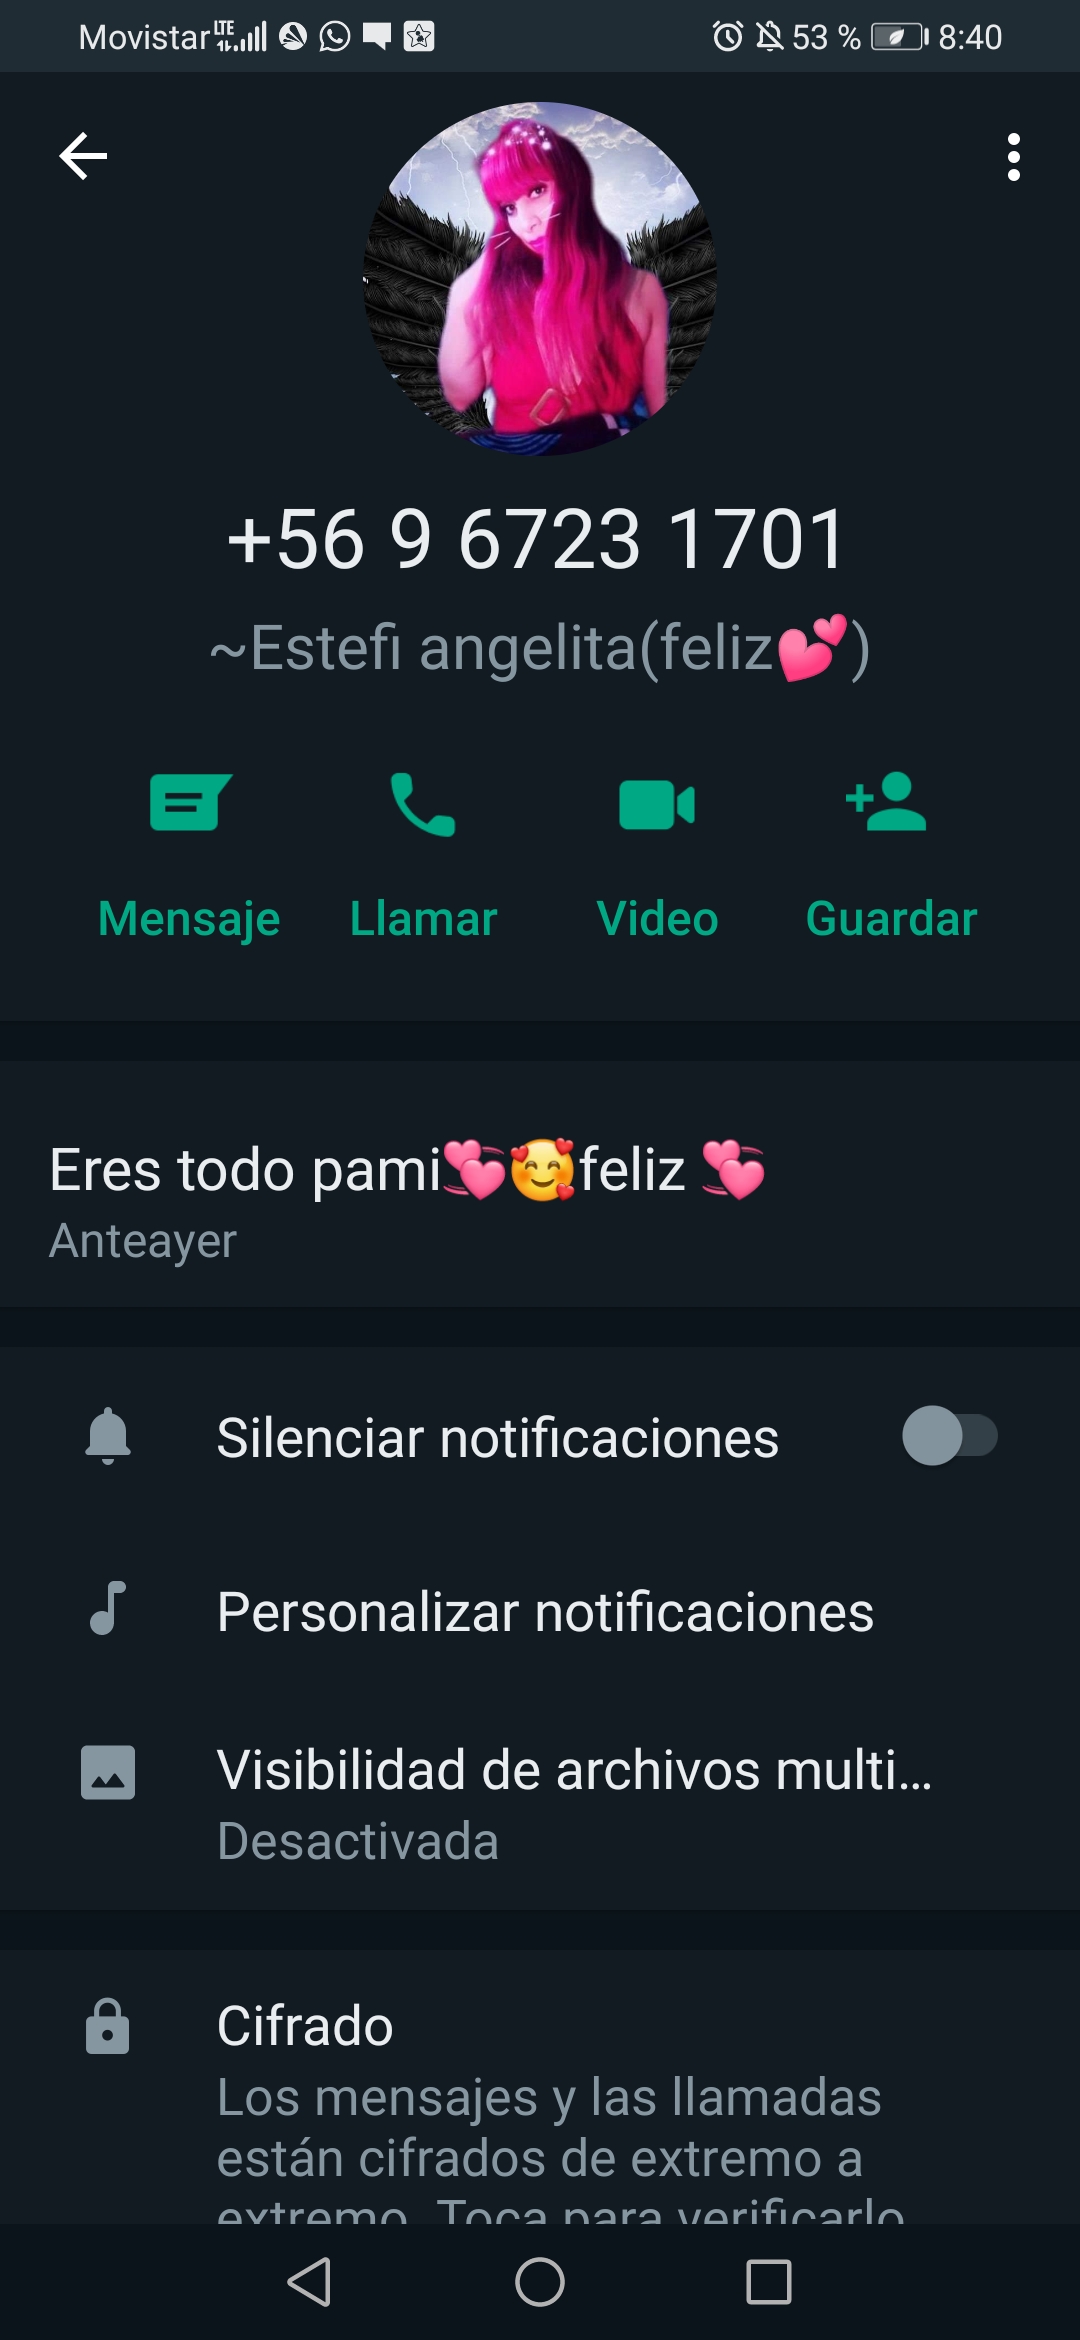 Movistar LTE 53 % 8:40
+56 9 6723 1701
~Estefi angelita(feliz💕)
Mensaje Llamar Video Guardar
Eres todo pami💞🥰feliz 💞
Anteayer
Silenciar notificaciones
Personalizar notificaciones
Visibilidad de archivos multi...
Desactivada
Cifrado
Los mensajes y las llamadas
están cifrados de extremo a
extremo. Toca para verificarlo